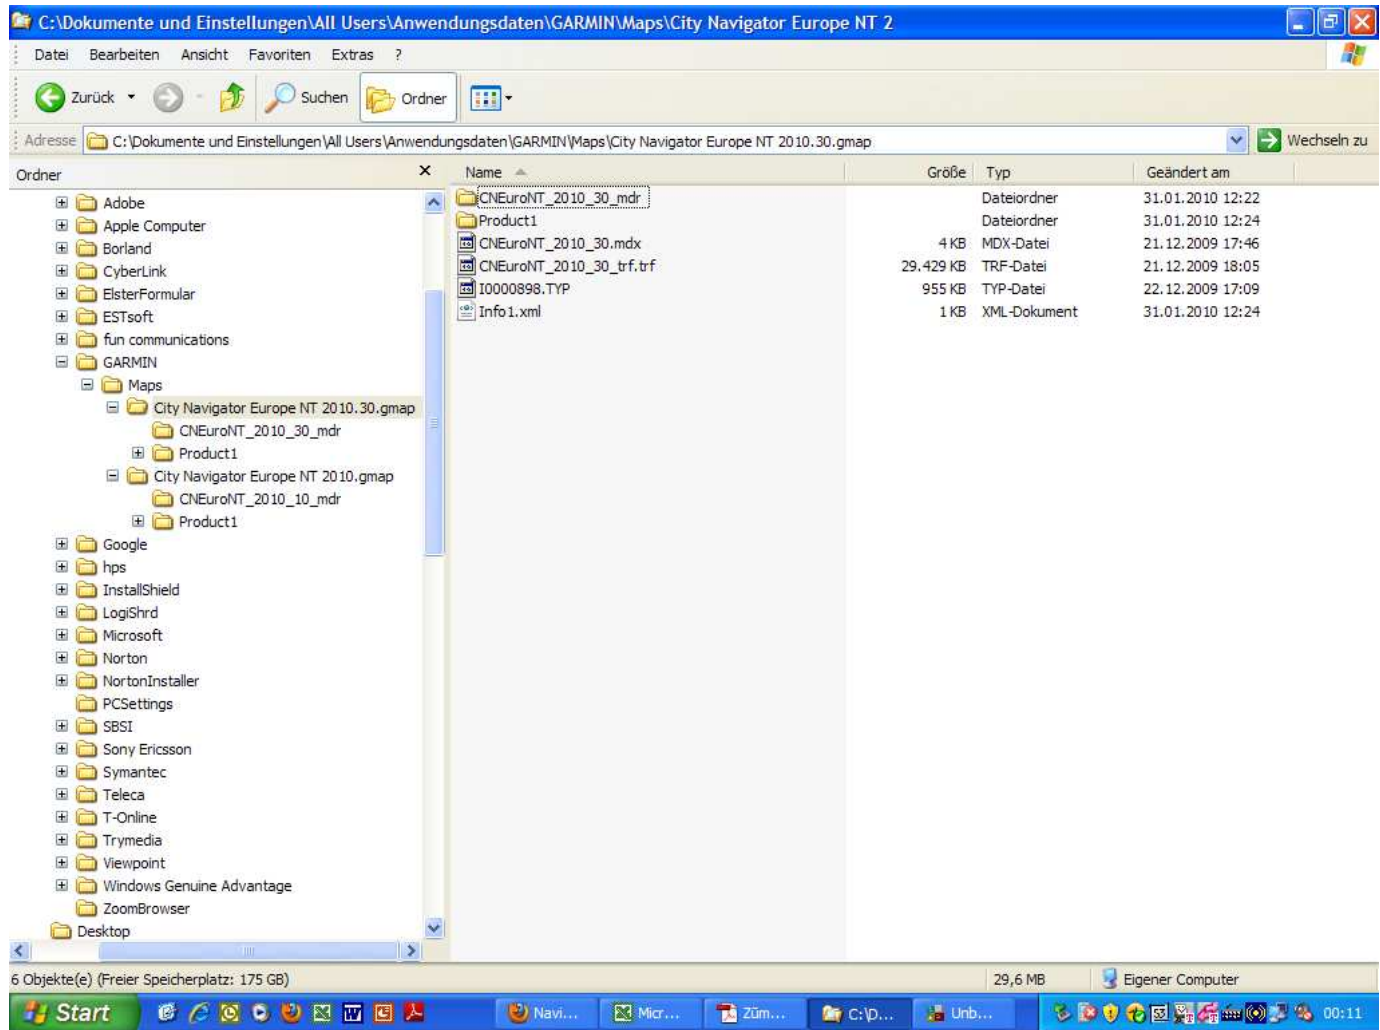 C:\Dokumente und Einstellungen\All Users\Anwendungsdaten\GARMIN\Maps\City Navigator Europe NT 2
Datei Bearbeiten Ansicht Favoriten Extras ?
Zurück Suchen Ordner
Adresse C:\Dokumente und Einstellungen\All Users\Anwendungsdaten\GARMIN\Maps\City Navigator Europe NT 2010.30.gmap Wechseln zu
Ordner
Adobe
Apple Computer
Borland
CyberLink
ElsterFormular
ESTsoft
fun communications
GARMIN
Maps
City Navigator Europe NT 2010.30.gmap
CNEuroNT_2010_30_mdr
Product1
City Navigator Europe NT 2010.gmap
CNEuroNT_2010_10_mdr
Product1
Google
hps
InstallShield
LogiShrd
Microsoft
Norton
NortonInstaller
PCSettings
SBSI
Sony Ericsson
Symantec
Teleca
T-Online
Trymedia
Viewpoint
Windows Genuine Advantage
ZoomBrowser
Desktop
Name Größe Typ Geändert am
CNEuroNT_2010_30_mdr Dateiordner 31.01.2010 12:22
Product1 Dateiordner 31.01.2010 12:24
CNEuroNT_2010_30.mdx 4 KB MDX-Datei 21.12.2009 17:46
CNEuroNT_2010_30_trf.trf 29.429 KB TRF-Datei 21.12.2009 18:05
I0000898.TYP 955 KB TYP-Datei 22.12.2009 17:09
Info1.xml 1 KB XML-Dokument 31.01.2010 12:24
6 Objekte(e) (Freier Speicherplatz: 175 GB) 29,6 MB Eigener Computer
Start Navi... Micr... Züm... C:\D... Unb... 00:11